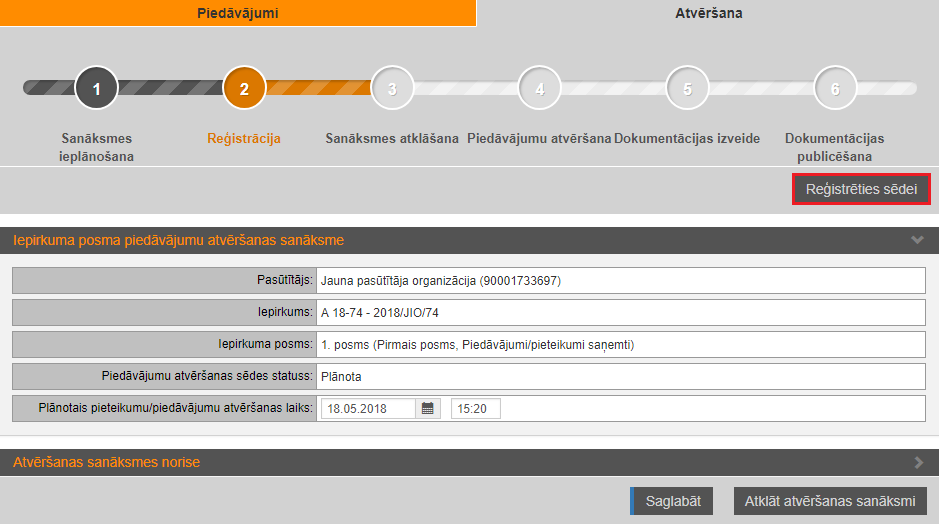 Piedāvājumi Atvēršana
1 2 3 4 5 6
Sanāksmes ieplānošana
Reģistrācija
Sanāksmes atklāšana
Piedāvājumu atvēršana
Dokumentācijas izveide
Dokumentācijas publicēšana
Reģistrēties sēdei
Iepirkuma posma piedāvājumu atvēršanas sanāksme
Pasūtītājs: Jauna pasūtītāja organizācija (90001733697)
Iepirkums: A 18-74 - 2018/JIO/74
Iepirkuma posms: 1. posms (Pirmais posms, Piedāvājumi/pieteikumi saņemti)
Piedāvājumu atvēršanas sēdes statuss: Plānota
Plānotais pieteikumu/piedāvājumu atvēršanas laiks: 18.05.2018 15:20
Atvēršanas sanāksmes norise
Saglabāt Atklāt atvēršanas sanāksmi